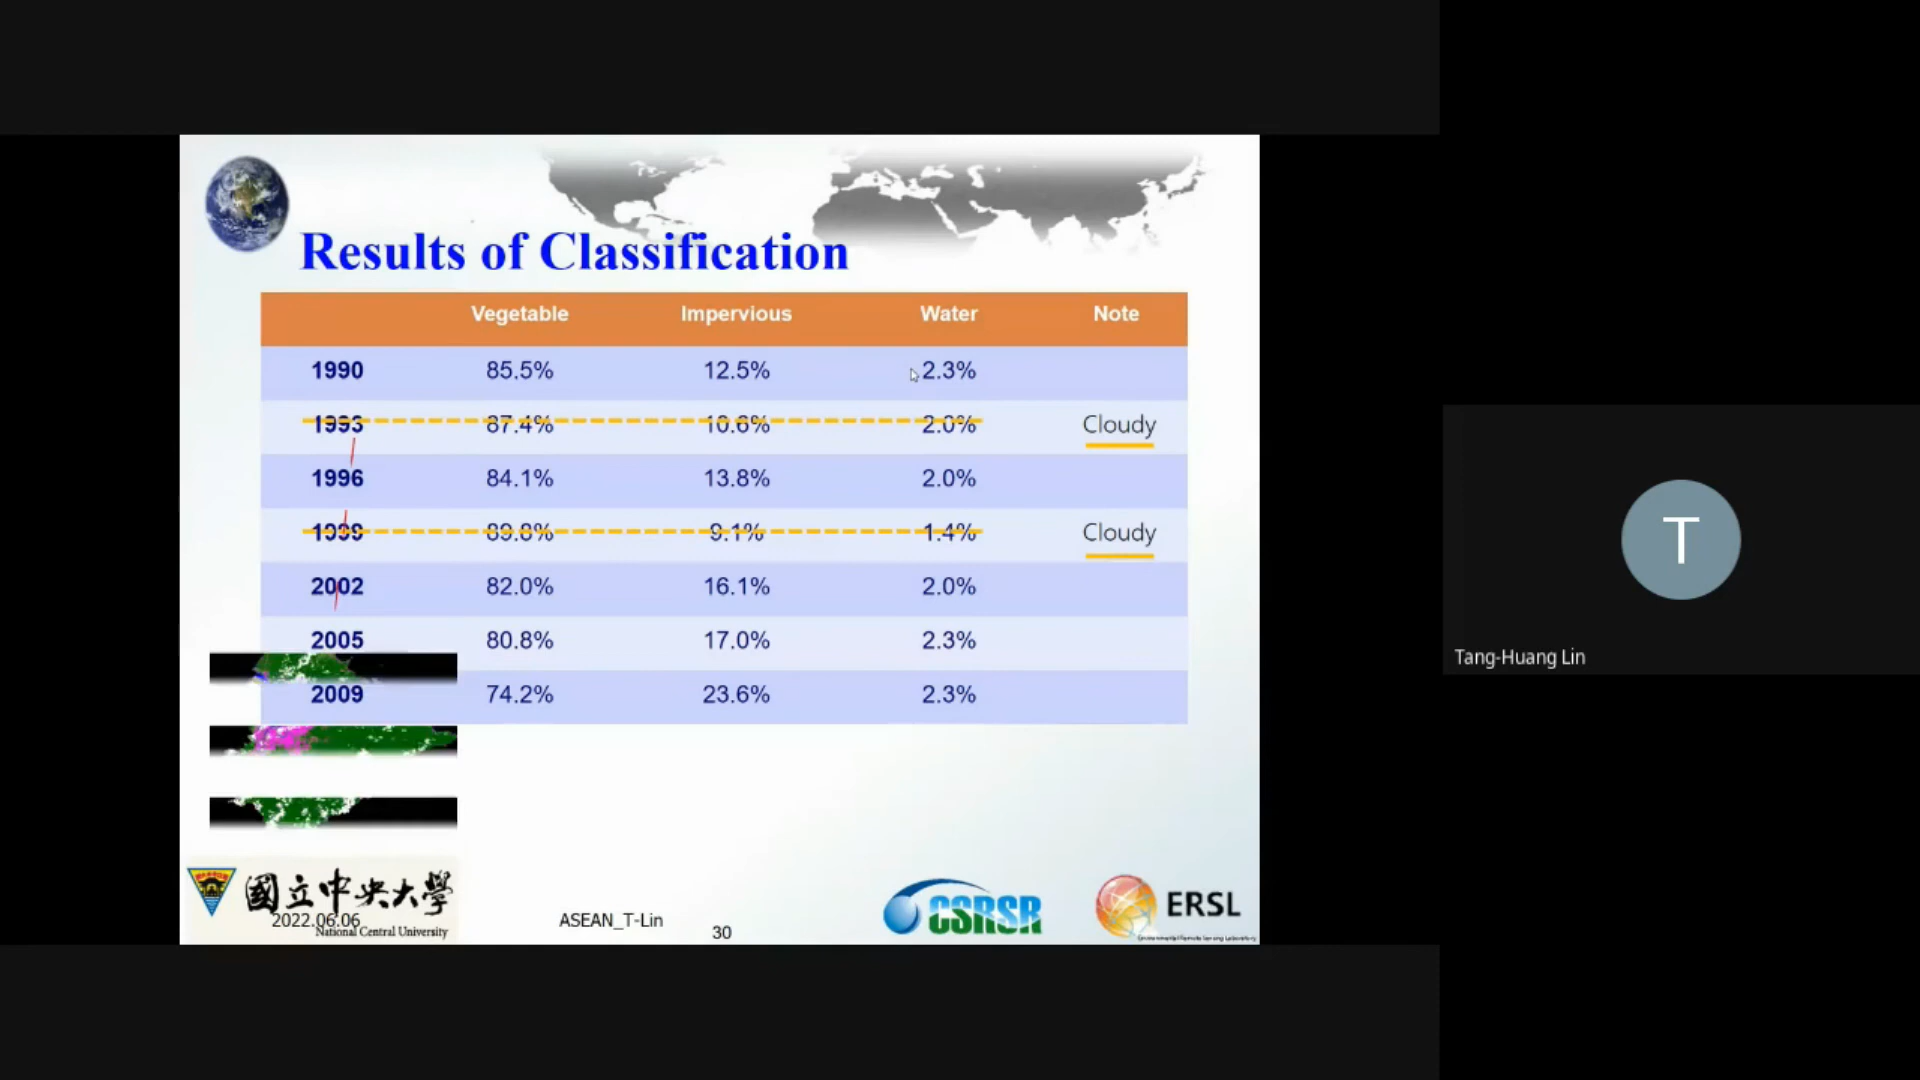 Results of Classification
Vegetable Impervious Water Note
1990 85.5% 12.5% 2.3%
1993 87.4% 10.6% 2.0% Cloudy
1996 84.1% 13.8% 2.0%
1999 89.8% 9.1% 1.4% Cloudy
2002 82.0% 16.1% 2.0%
2005 80.8% 17.0% 2.3%
2009 74.2% 23.6% 2.3%
T
Tang-Huang Lin
國立中央大學
National Central University
2022.06.06
ASEAN_T-Lin
30
CSRSR
ERSL
Environmental Remote Sensing Laboratory